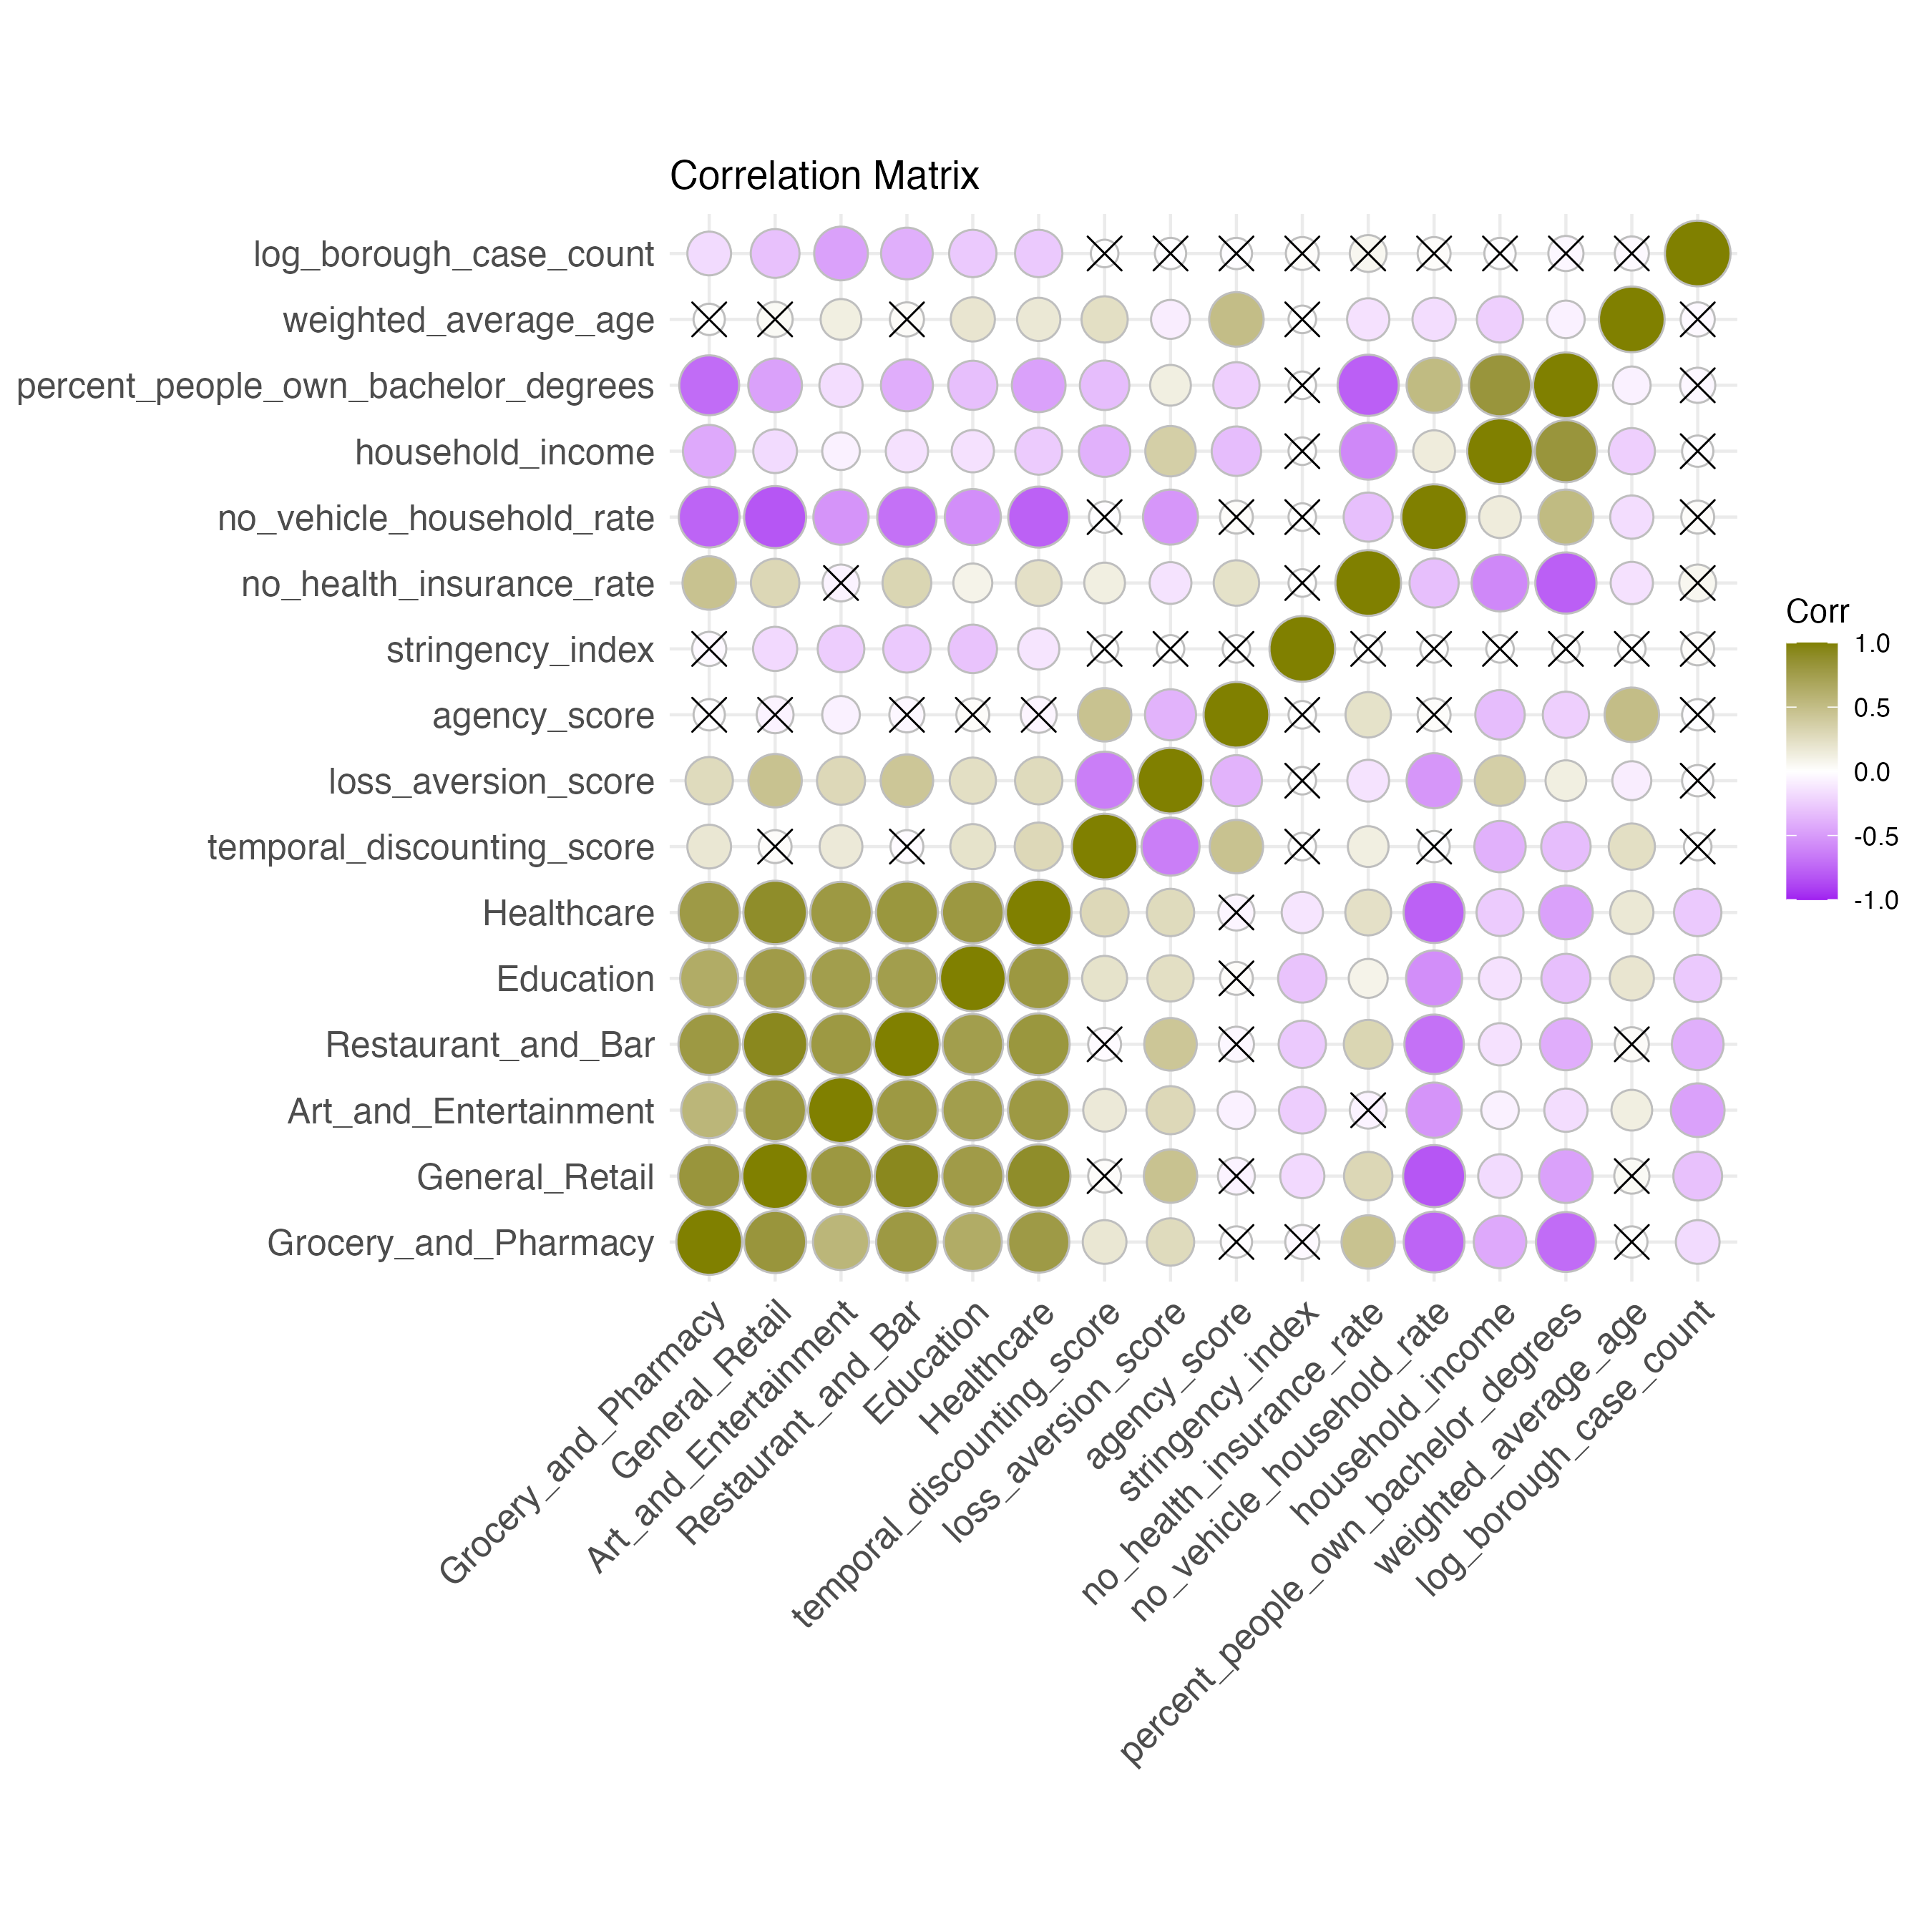 Correlation Matrix
log_borough_case_count
weighted_average_age
percent_people_own_bachelor_degrees
household_income
no_vehicle_household_rate
no_health_insurance_rate
stringency_index
agency_score
loss_aversion_score
temporal_discounting_score
Healthcare
Education
Restaurant_and_Bar
Art_and_Entertainment
General_Retail
Grocery_and_Pharmacy
Grocery_and_Pharmacy
General_Retail
Art_and_Entertainment
Restaurant_and_Bar
Education
Healthcare
temporal_discounting_score
loss_aversion_score
agency_score
stringency_index
no_health_insurance_rate
no_vehicle_household_rate
household_income
percent_people_own_bachelor_degrees
weighted_average_age
log_borough_case_count
Corr
1.0
0.5
0.0
-0.5
-1.0